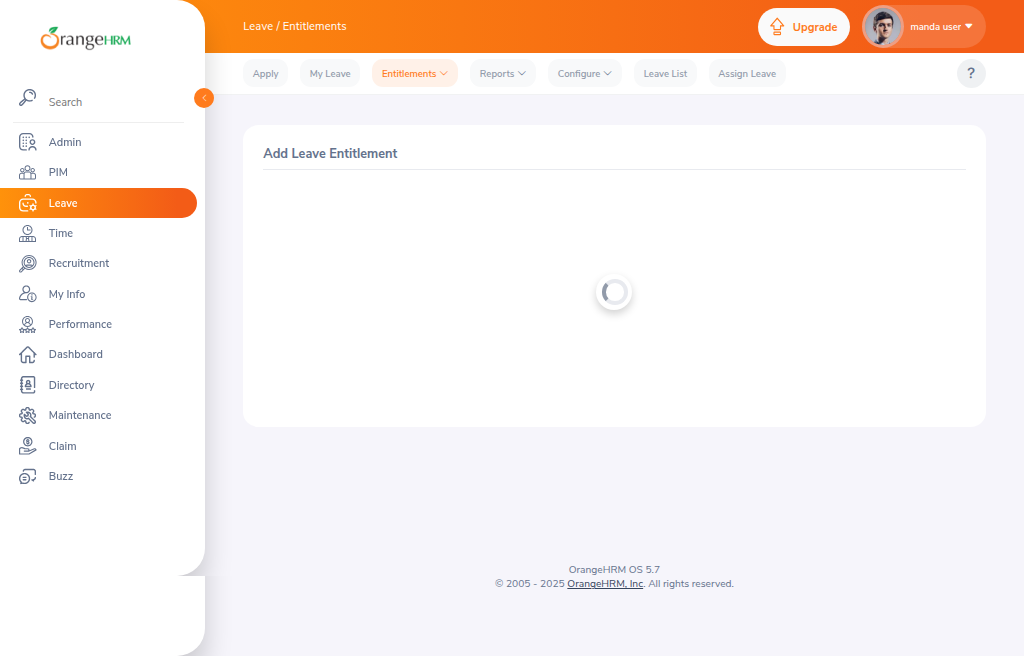 OrangeHRM
Leave / Entitlements
Upgrade
manda user
Apply
My Leave
Entitlements
Reports
Configure
Leave List
Assign Leave
?
Search
Admin
PIM
Leave
Time
Recruitment
My Info
Performance
Dashboard
Directory
Maintenance
Claim
Buzz
Add Leave Entitlement
OrangeHRM OS 5.7
© 2005 - 2025 OrangeHRM, Inc. All rights reserved.